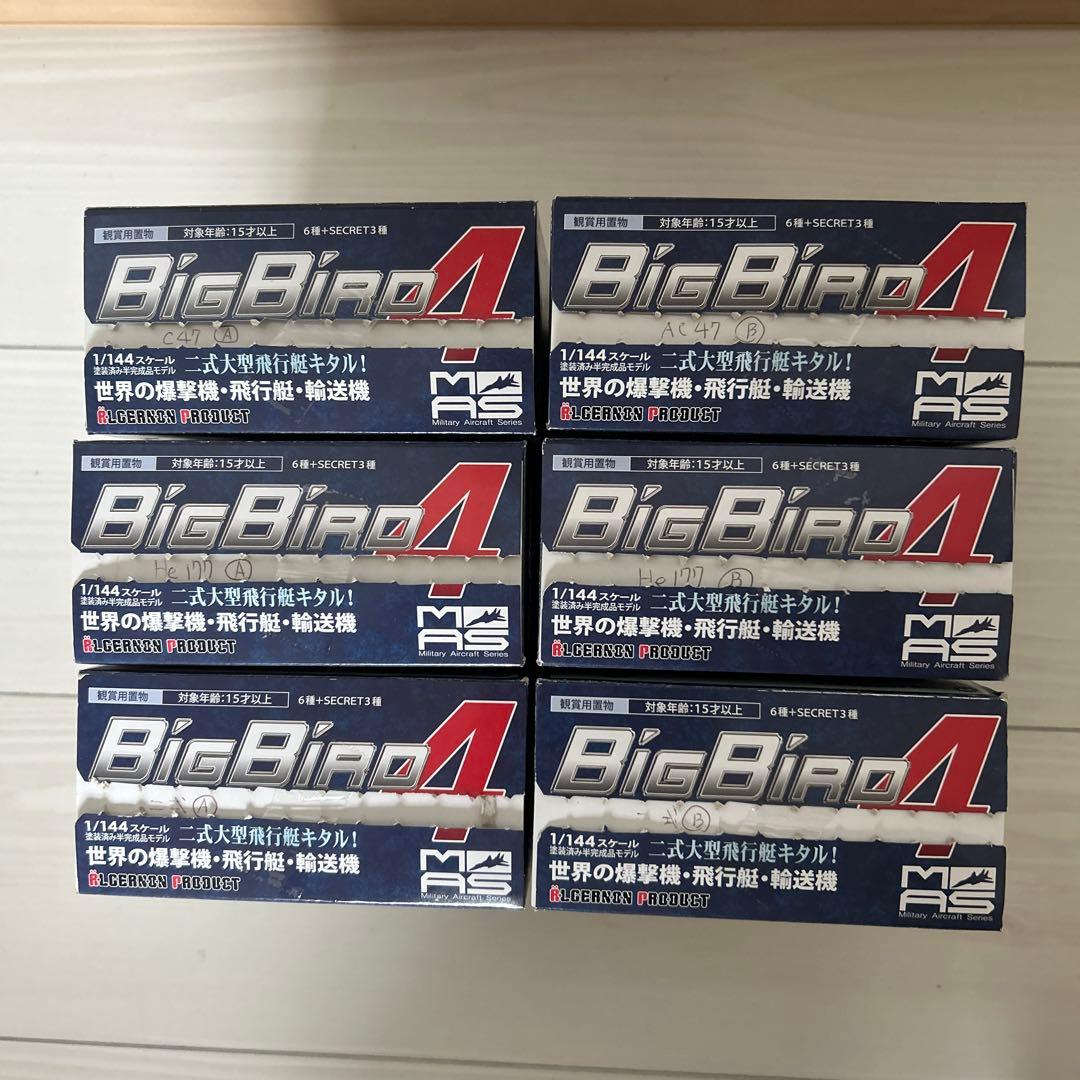 観賞用置物 対象年齢:15才以上 6種+SECRET3種
BiGBiRD4
C47 Ⓐ
1/144スケール
塗装済み半完成品モデル 二式大型飛行艇キタル!
世界の爆撃機・飛行艇・輸送機
ALGERNON PRODUCT
MAS
Military Aircraft Series
観賞用置物 対象年齢:15才以上 6種+SECRET3種
BiGBiRD4
AC47 Ⓑ
1/144スケール
塗装済み半完成品モデル 二式大型飛行艇キタル!
世界の爆撃機・飛行艇・輸送機
ALGERNON PRODUCT
MAS
Military Aircraft Series
観賞用置物 対象年齢:15才以上 6種+SECRET3種
BiGBiRD4
He 177 Ⓐ
1/144スケール
塗装済み半完成品モデル 二式大型飛行艇キタル!
世界の爆撃機・飛行艇・輸送機
ALGERNON PRODUCT
MAS
Military Aircraft Series
観賞用置物 対象年齢:15才以上 6種+SECRET3種
BiGBiRD4
He 177 Ⓑ
1/144スケール
塗装済み半完成品モデル 二式大型飛行艇キタル!
世界の爆撃機・飛行艇・輸送機
ALGERNON PRODUCT
MAS
Military Aircraft Series
観賞用置物 対象年齢:15才以上 6種+SECRET3種
BiGBiRD4
二式 Ⓐ
1/144スケール
塗装済み半完成品モデル 二式大型飛行艇キタル!
世界の爆撃機・飛行艇・輸送機
ALGERNON PRODUCT
MAS
Military Aircraft Series
観賞用置物 対象年齢:15才以上 6種+SECRET3種
BiGBiRD4
Ⓑ
1/144スケール
塗装済み半完成品モデル 二式大型飛行艇キタル!
世界の爆撃機・飛行艇・輸送機
ALGERNON PRODUCT
MAS
Military Aircraft Series